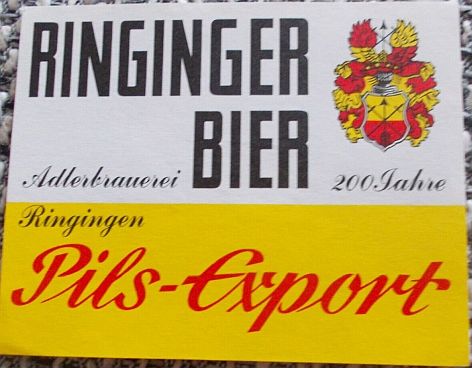 RINGINGER
BIER
Adlerbrauerei 200 Jahre
Ringingen
Pils-Export